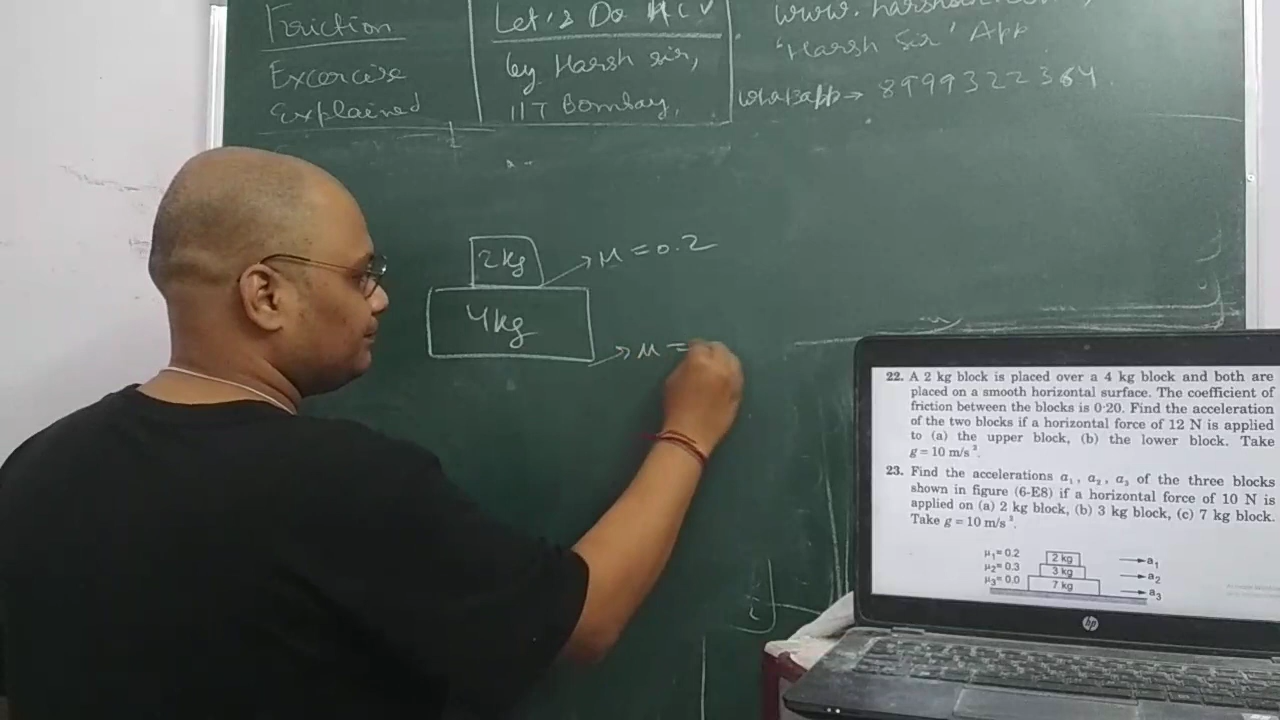 Friction
Excercise
Explained
Let's Do HCV
by Harsh sir,
IIT Bombay.
'Harsh Sir' App
whatsapp→ 8999322364.
2kg
μ=0.2
4kg
μ=
22. A 2 kg block is placed over a 4 kg block and both are
placed on a smooth horizontal surface. The coefficient of
friction between the blocks is 0·20. Find the acceleration
of the two blocks if a horizontal force of 12 N is applied
to (a) the upper block, (b) the lower block. Take
g = 10 m/s².
23. Find the accelerations a₁, a₂, a₃ of the three blocks
shown in figure (6-E8) if a horizontal force of 10 N is
applied on (a) 2 kg block, (b) 3 kg block, (c) 7 kg block.
Take g = 10 m/s².
μ₁= 0.2
2 kg
a₁
μ₂= 0.3
3 kg
a₂
μ₃= 0.0
7 kg
a₃
hp